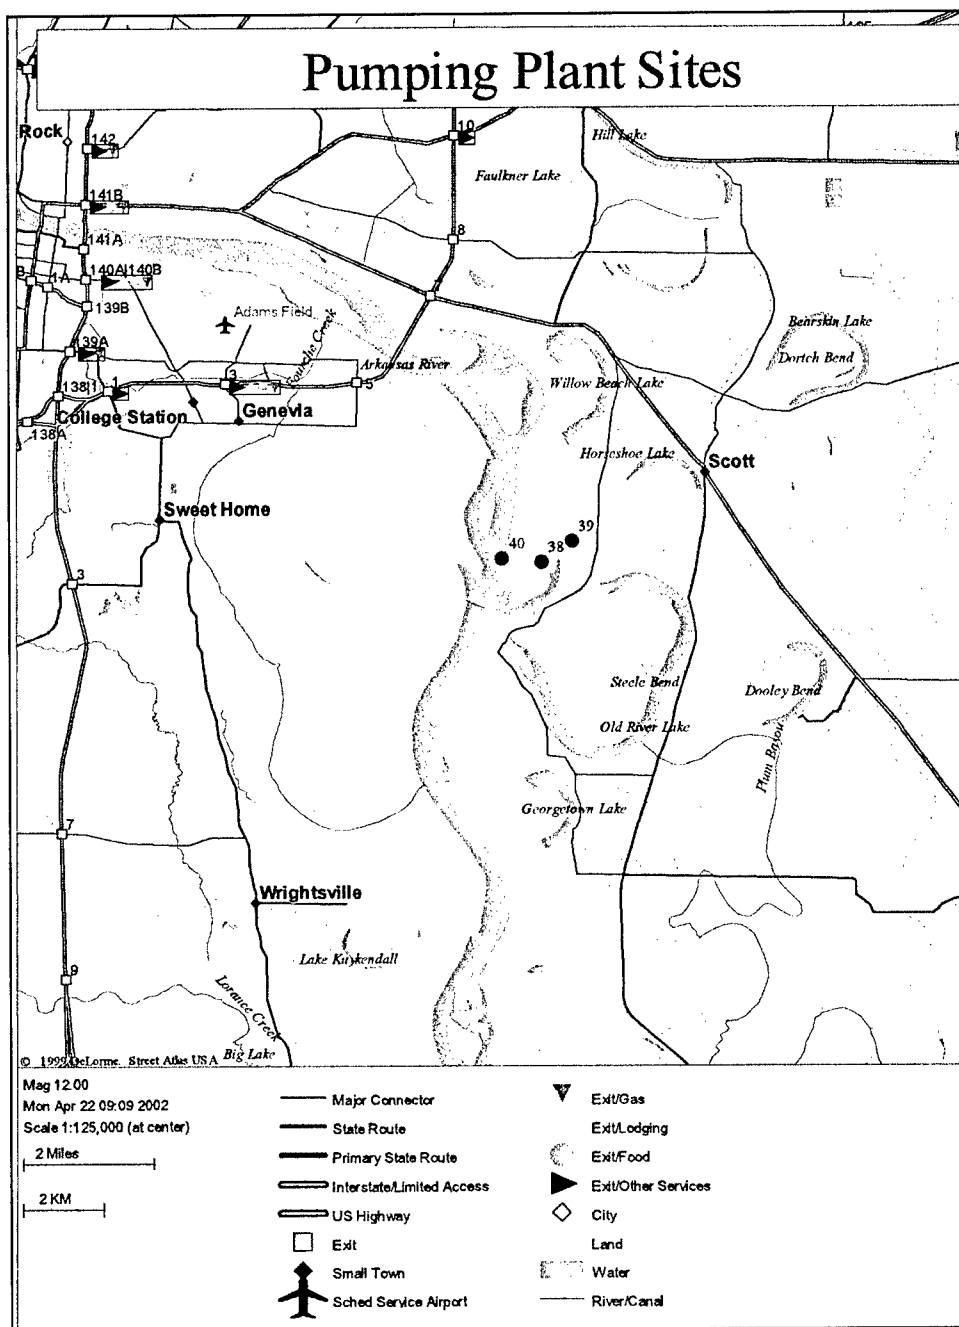 Pumping Plant Sites
Rock
142
10
Hill Lake
Faulkner Lake
141B
141A
8
140A
140B
1A
B
139B
Adams Field
Fourche Creek
Bearskin Lake
Dortch Bend
139A
Arkansas River
Willow Beach Lake
1
3
5
138
College Station
Genevia
138A
Horseshoe Lake
Scott
Sweet Home
39
40
38
3
Steele Bend
Dooley Bend
Old River Lake
Plum Bayou
Georgetown Lake
7
Wrightsville
Lake Kuykendall
9
Lorance Creek
Big Lake
© 1999 DeLorme. Street Atlas USA
Mag 12.00
Mon Apr 22 09:09 2002
Scale 1:125,000 (at center)
2 Miles
2 KM
Major Connector
State Route
Primary State Route
Interstate/Limited Access
US Highway
Exit
Small Town
Sched Service Airport
Exit/Gas
Exit/Lodging
Exit/Food
Exit/Other Services
City
Land
Water
River/Canal